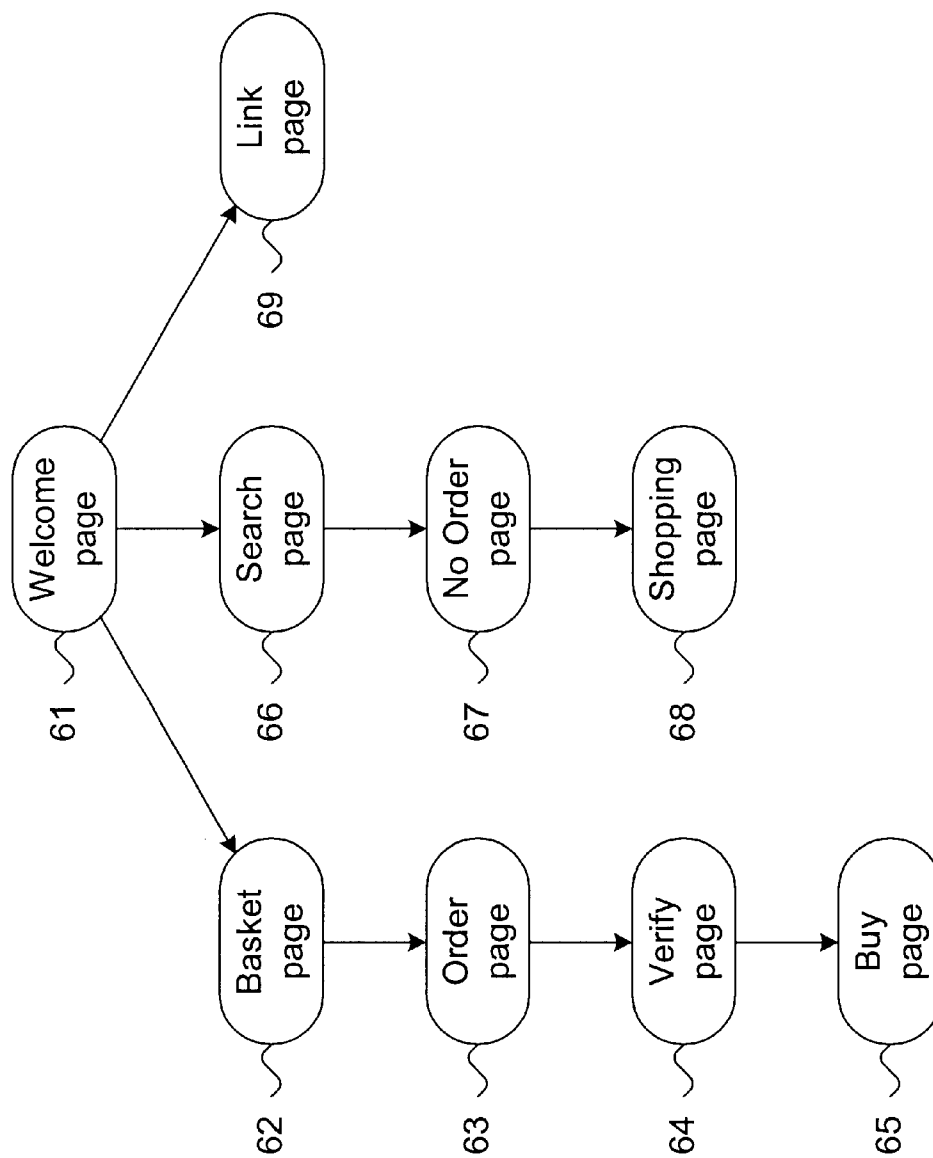 61
Welcome
page
62
Basket
page
66
Search
page
69
Link
page
63
Order
page
67
No Order
page
64
Verify
page
68
Shopping
page
65
Buy
page